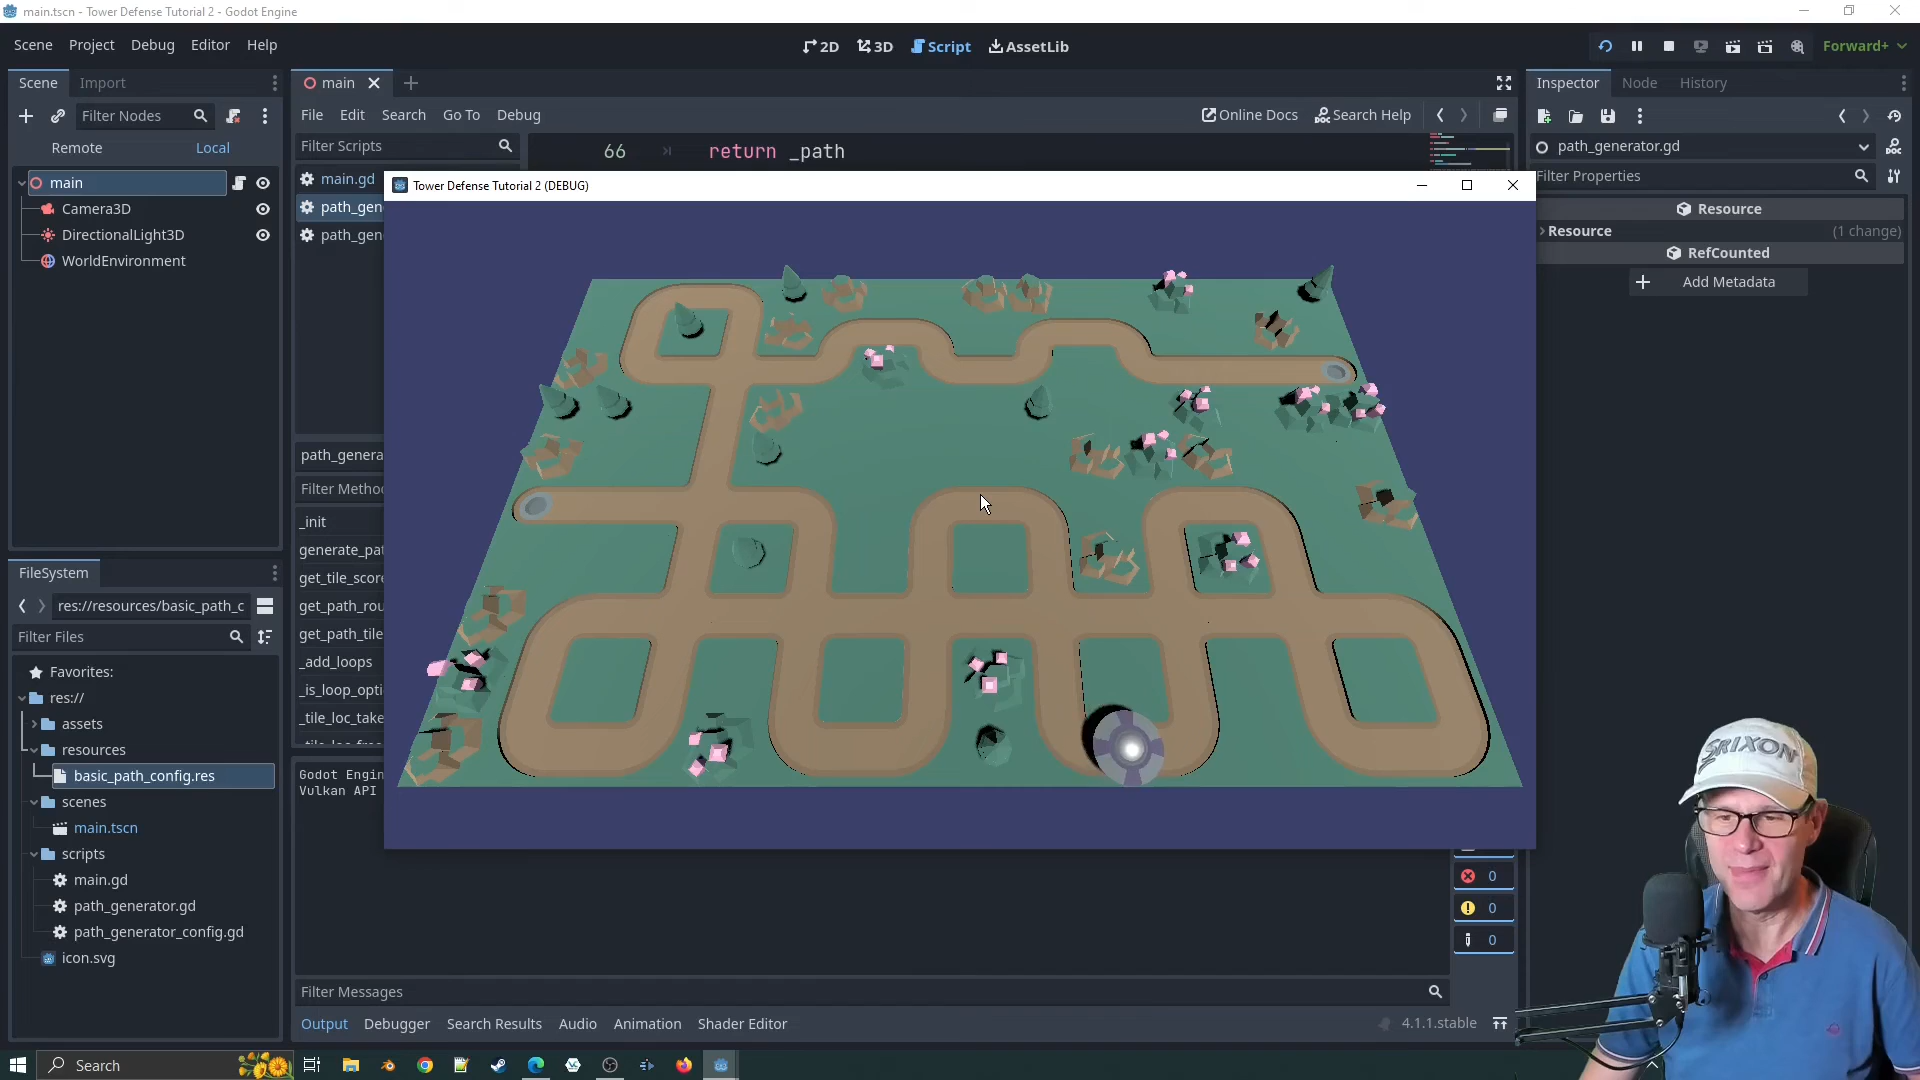 main.tscn - Tower Defense Tutorial 2 - Godot Engine
Scene Project Debug Editor Help
2D 3D Script AssetLib
Forward+
Scene Import
main
Inspector Node History
Filter Nodes
File Edit Search Go To Debug
Online Docs Search Help
Remote Local
Filter Scripts
66 return _path
path_generator.gd
Filter Properties
main
Camera3D
DirectionalLight3D
WorldEnvironment
main.gd
path_gen
path_gen
Tower Defense Tutorial 2 (DEBUG)
Resource
Resource (1 change)
RefCounted
Add Metadata
path_genera
Filter Metho
_init
generate_pat
get_tile_score
get_path_rou
get_path_tile
_add_loops
_is_loop_opti
_tile_loc_take
FileSystem
res://resources/basic_path_c
Filter Files
Favorites:
res://
assets
resources
basic_path_config.res
scenes
main.tscn
scripts
main.gd
path_generator.gd
path_generator_config.gd
icon.svg
Godot Engin
Vulkan API
0
0
0
Filter Messages
Output Debugger Search Results Audio Animation Shader Editor
4.1.1.stable
SRIXON
Search